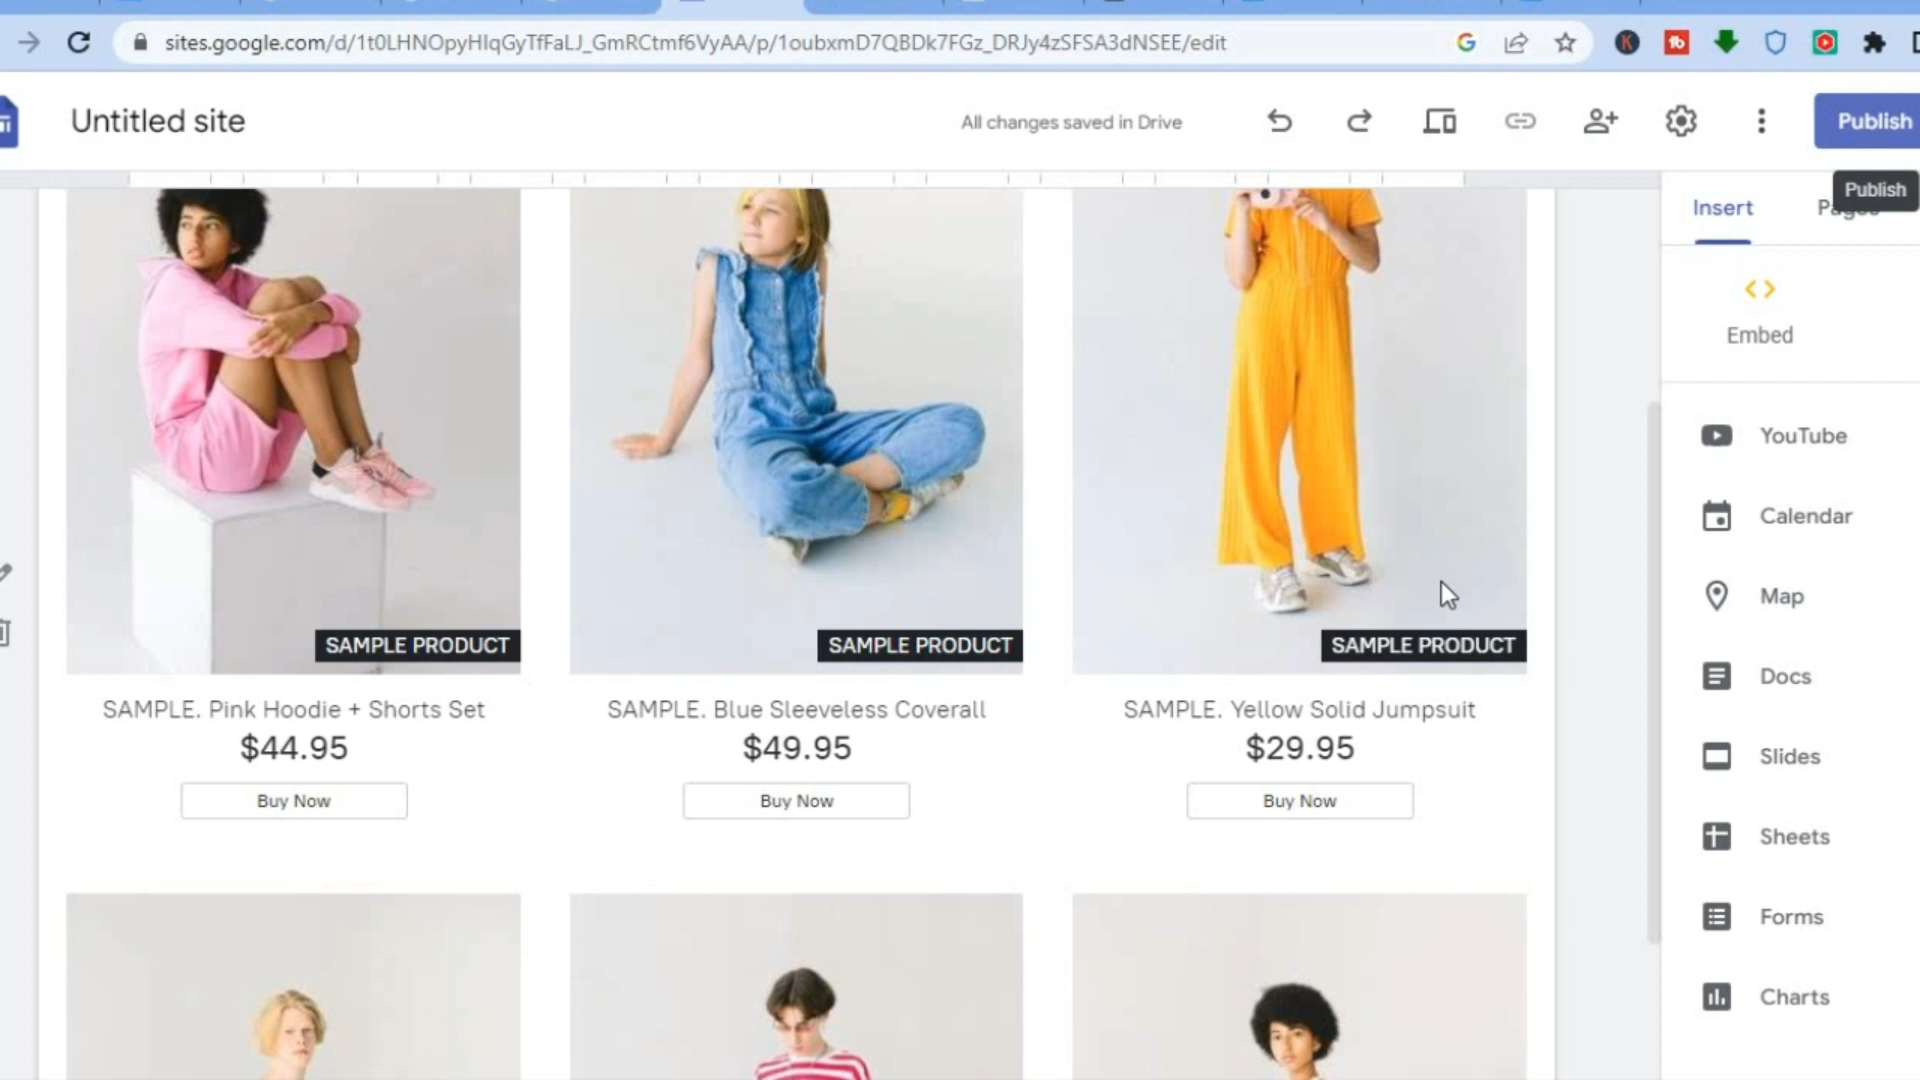 sites.google.com/d/1t0LHNOpyHIqGyTfFaLJ_GmRCtmf6VyAA/p/1oubxmD7QBDk7FGz_DRJy4zSFSA3dNSEE/edit
Untitled site
All changes saved in Drive
Publish
Publish
Insert
Pages
Embed
YouTube
Calendar
Map
Docs
Slides
Sheets
Forms
Charts
SAMPLE PRODUCT
SAMPLE PRODUCT
SAMPLE PRODUCT
SAMPLE. Pink Hoodie + Shorts Set
$44.95
Buy Now
SAMPLE. Blue Sleeveless Coverall
$49.95
Buy Now
SAMPLE. Yellow Solid Jumpsuit
$29.95
Buy Now